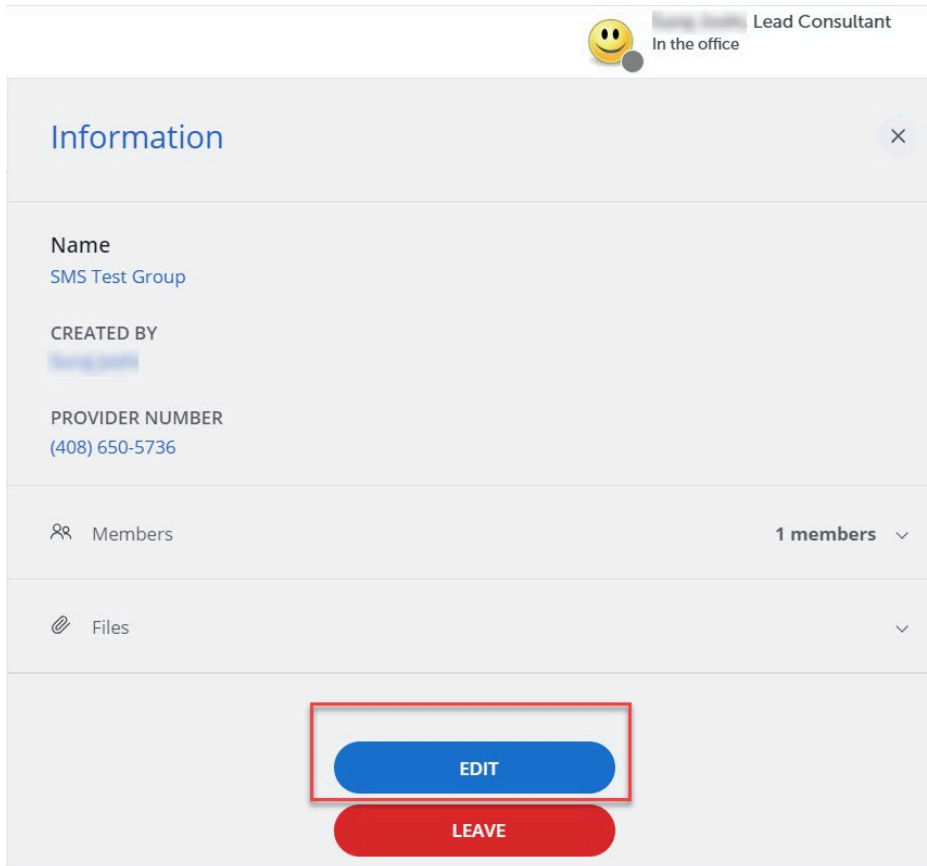 Lead Consultant
In the office
Information
Name
SMS Test Group
CREATED BY
PROVIDER NUMBER
(408) 650-5736
Members 1 members
Files
EDIT
LEAVE